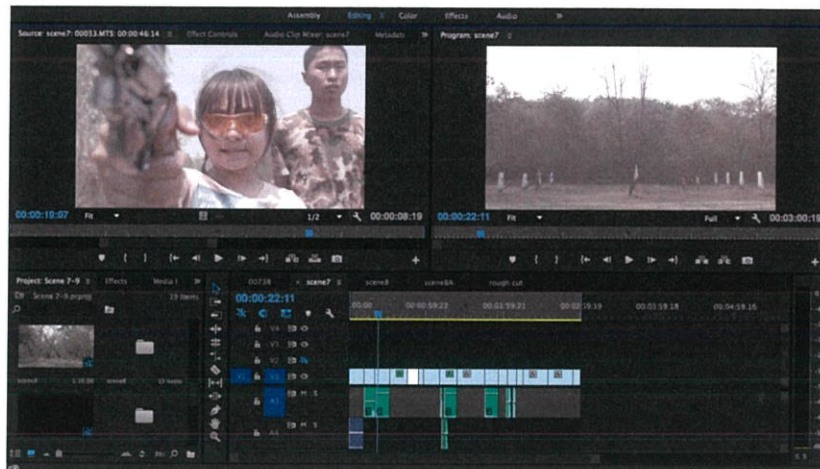 Assembly Editing Color Effects Audio
Source: scene7: 00033.MTS: 00:00:46:14 Effect Controls Audio Clip Mixer: scene7 Metadata
Program: scene7
00:00:19:07 Fit 1/2 00:00:08:19
00:00:22:11 Fit Full 00:03:00:19
Project: Scene 7-9 Effects Media
Scene 7-9.prproj 19 Items
00738 scene7 scene8 scene8A rough cut
00:00:22:11
:00:00 00:00:59:22 00:01:59:21 00:02:59:19 00:03:59:18 00:04:59:16
V4
V3
V2
V1
A3 M S
A4 M S
S S